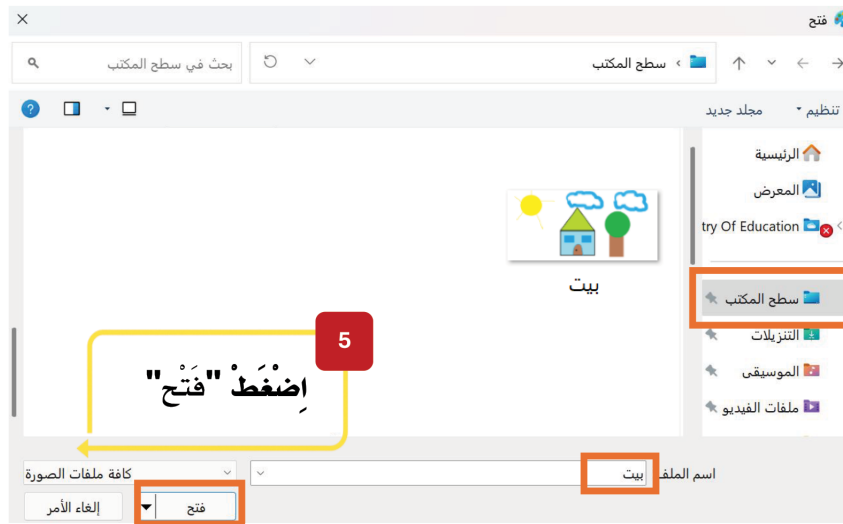 فتح
سطح المكتب
بحث في سطح المكتب
تنظيم
مجلد جديد
الرئيسية
المعرض
try Of Education
سطح المكتب
التنزيلات
الموسيقى
ملفات الفيديو
بيت
5
اِضْغَطْ "فَتْح"
اسم الملف
بيت
كافة ملفات الصورة
فتح
إلغاء الأمر